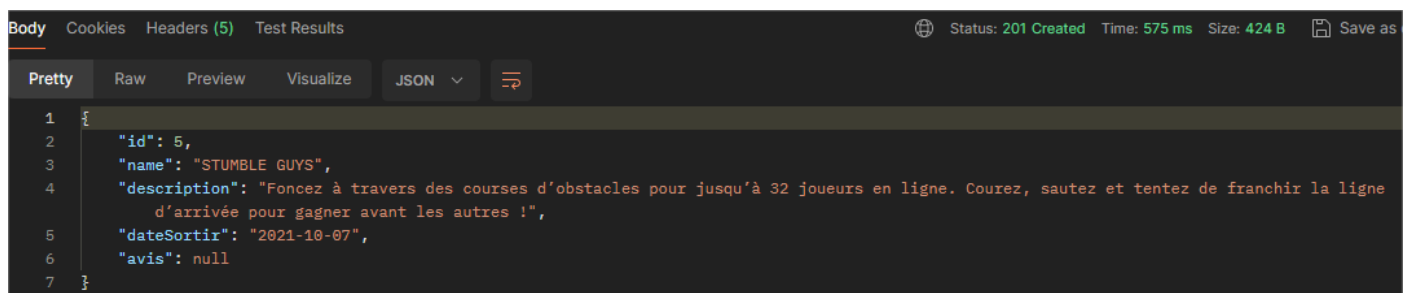 Body Cookies Headers (5) Test Results Status: 201 Created Time: 575 ms Size: 424 B Save as
Pretty Raw Preview Visualize JSON
1 {
2 "id": 5,
3 "name": "STUMBLE GUYS",
4 "description": "Foncez à travers des courses d’obstacles pour jusqu’à 32 joueurs en ligne. Courez, sautez et tentez de franchir la ligne
d’arrivée pour gagner avant les autres !",
5 "dateSortir": "2021-10-07",
6 "avis": null
7 }